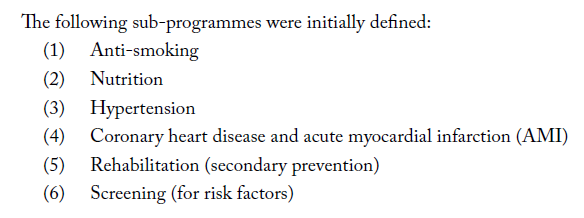 The following sub-programmes were initially defined:
(1) Anti-smoking
(2) Nutrition
(3) Hypertension
(4) Coronary heart disease and acute myocardial infarction (AMI)
(5) Rehabilitation (secondary prevention)
(6) Screening (for risk factors)